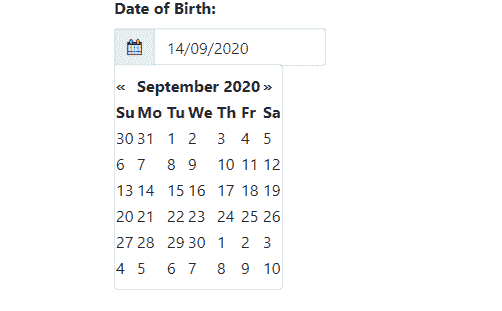 Date of Birth:
14/09/2020
« September 2020 »
Su Mo Tu We Th Fr Sa
30 31 1 2 3 4 5
6 7 8 9 10 11 12
13 14 15 16 17 18 19
20 21 22 23 24 25 26
27 28 29 30 1 2 3
4 5 6 7 8 9 10